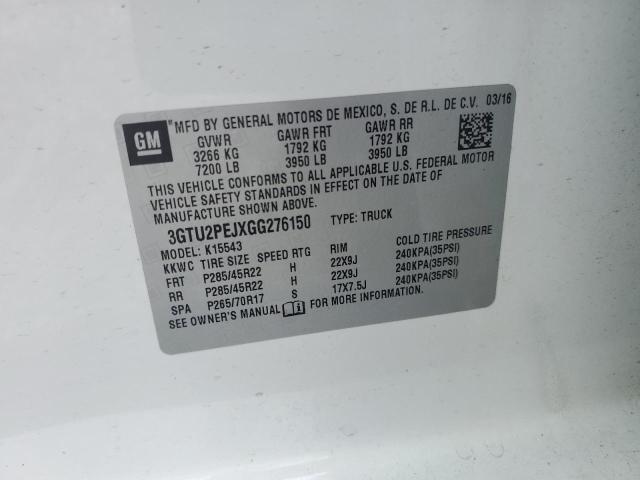 GM
"MFD BY GENERAL MOTORS DE MEXICO, S. DE R.L. DE C.V. 03/16
GVWR GAWR FRT GAWR RR
3266 KG 1792 KG 1792 KG
7200 LB 3950 LB 3950 LB
THIS VEHICLE CONFORMS TO ALL APPLICABLE U.S. FEDERAL MOTOR
VEHICLE SAFETY STANDARDS IN EFFECT ON THE DATE OF
MANUFACTURE SHOWN ABOVE.
3GTU2PEJXGG276150 TYPE: TRUCK
MODEL: K15543
KKWC TIRE SIZE SPEED RTG RIM COLD TIRE PRESSURE
FRT P285/45R22 H 22X9J 240KPA(35PSI)
RR P285/45R22 H 22X9J 240KPA(35PSI)
SPA P265/70R17 S 17X7.5J 240KPA(35PSI)
SEE OWNER'S MANUAL FOR MORE INFORMATION.